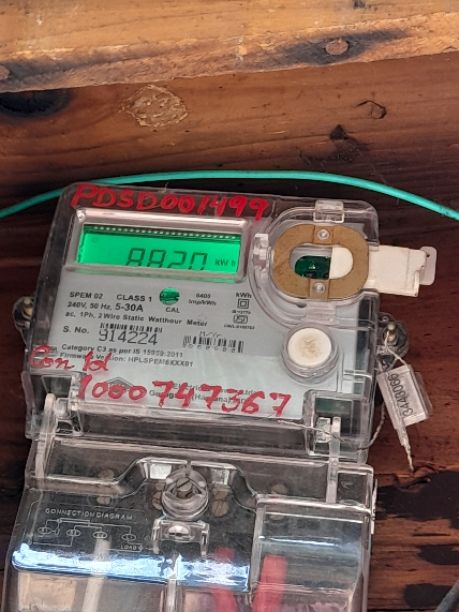 PDSD001499
8820 kWh
SPEM 02 CLASS 1
CAL
6400 imp/kWh
kWh
240V, 50 Hz, 5-30A
ac, 1Ph, 2 Wire Static Watthour Meter
S. No. 914224
Category C3 as per IS 15959:2011
Con Id
1000747367
CONNECTION DIAGRAM